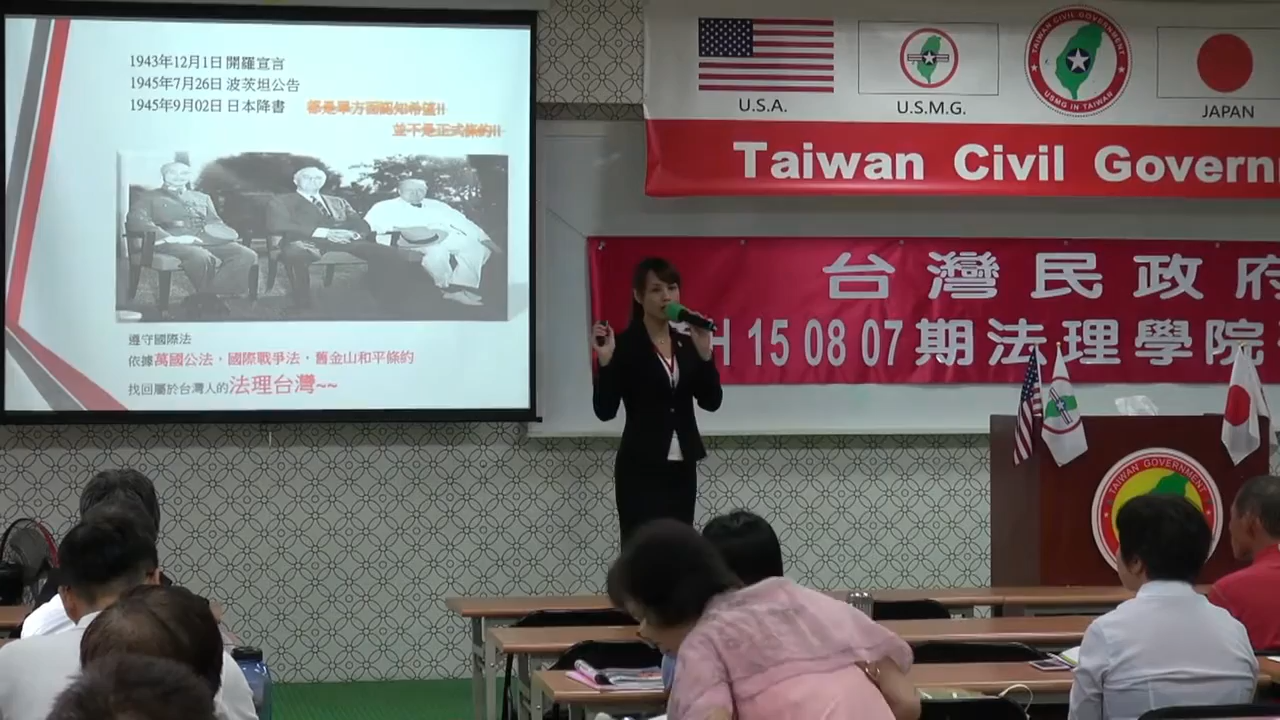 1943年12月1日 開羅宣言
1945年7月26日 波茨坦公告
1945年9月02日 日本降書 都是單方面認知希望!!
並不是正式條約!!!
遵守國際法
依據萬國公法，國際戰爭法，舊金山和平條約
找回屬於台灣人的法理台灣~~
U.S.A.
U.S.M.G.
TAIWAN CIVIL GOVERNMENT
USMG IN TAIWAN
JAPAN
Taiwan Civil Governm
台灣民政府
H 15 08 07期法理學院
TAIWAN GOVERNMENT